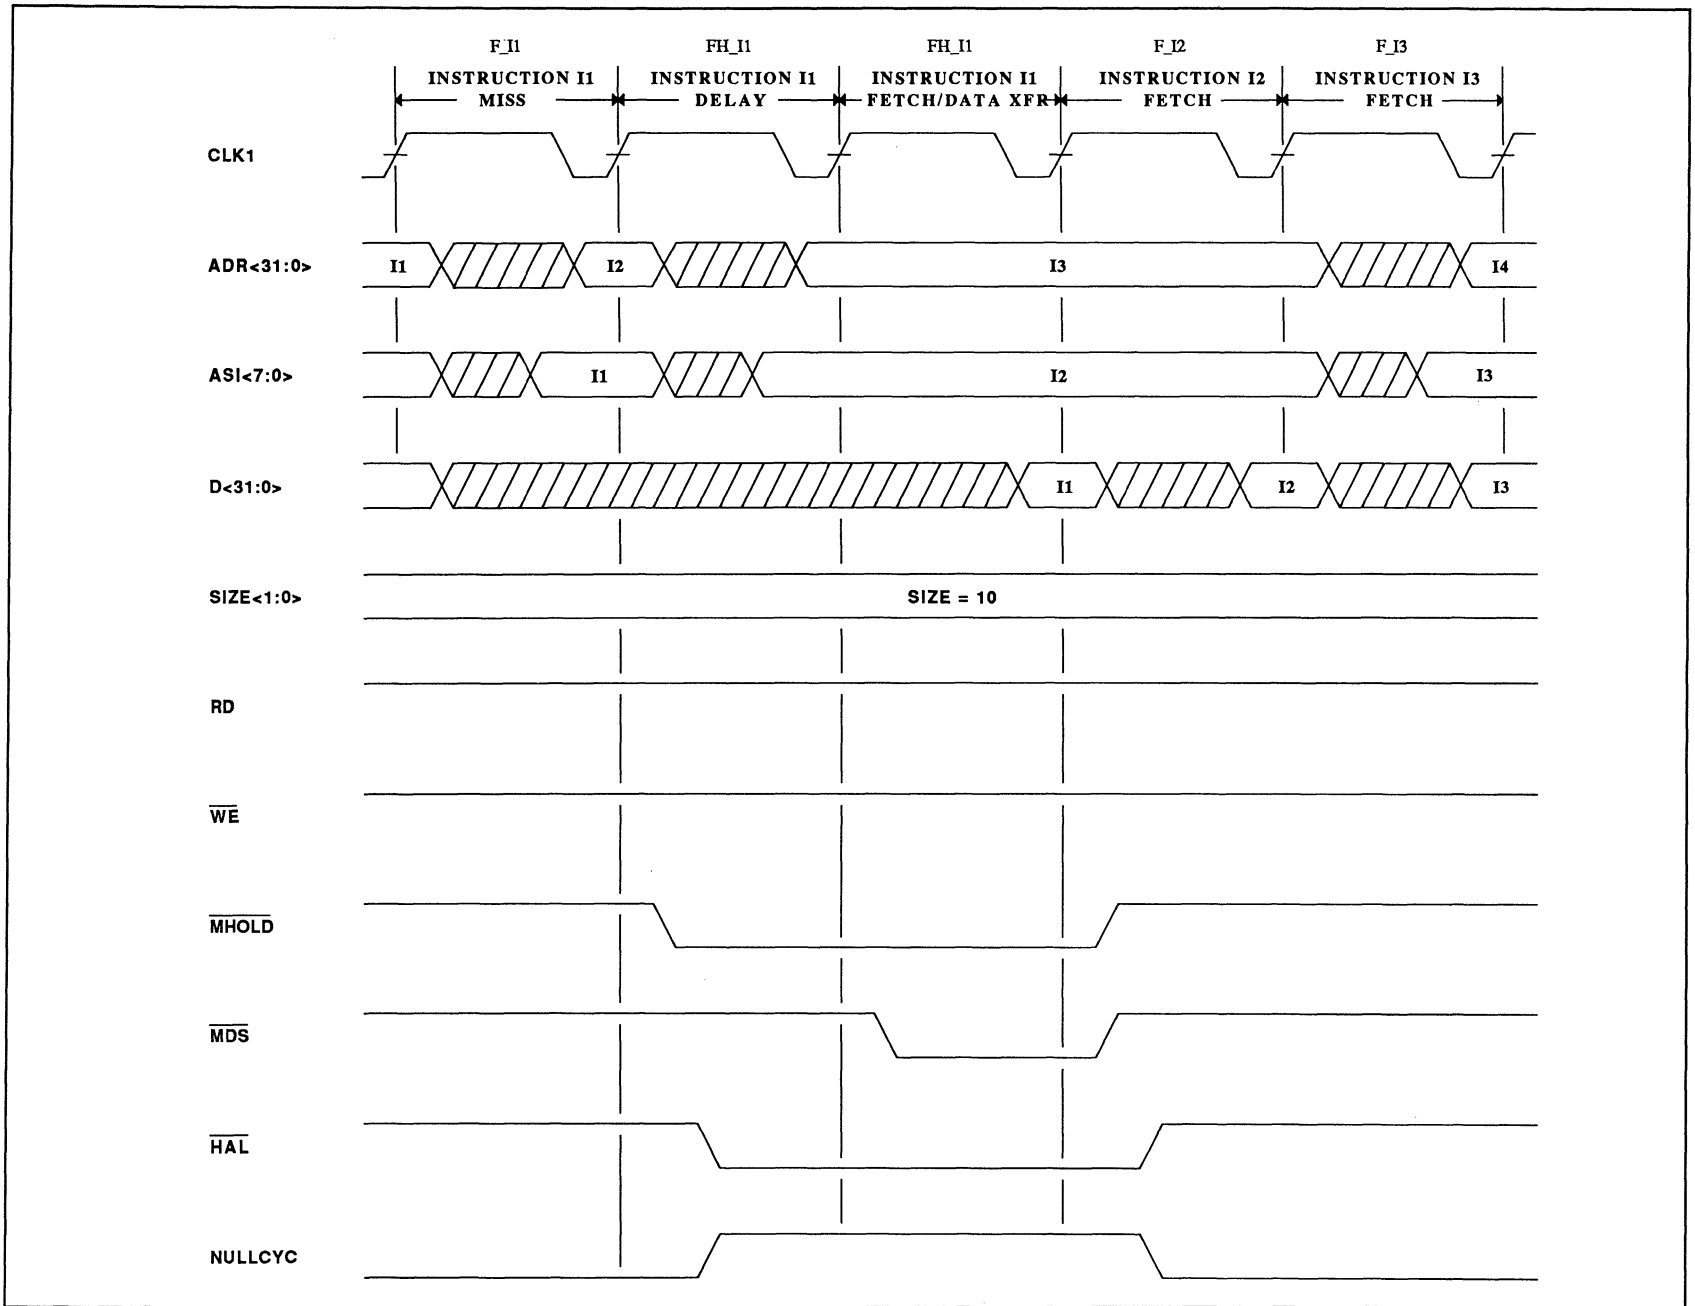 F_I1 FH_I1 FH_I1 F_I2 F_I3
INSTRUCTION I1 INSTRUCTION I1 INSTRUCTION I1 INSTRUCTION I2 INSTRUCTION I3
MISS DELAY FETCH/DATA XFR FETCH FETCH
CLK1
ADR<31:0> I1 I2 I3 I4
ASI<7:0> I1 I2 I3
D<31:0> I1 I2 I3
SIZE<1:0> SIZE = 10
RD
WE
MHOLD
MDS
HAL
NULLCYC